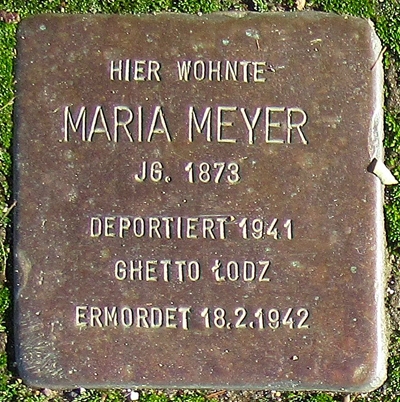 HIER WOHNTE
MARIA MEYER
JG. 1873
DEPORTIERT 1941
GHETTO ŁODZ
ERMORDET 18.2.1942